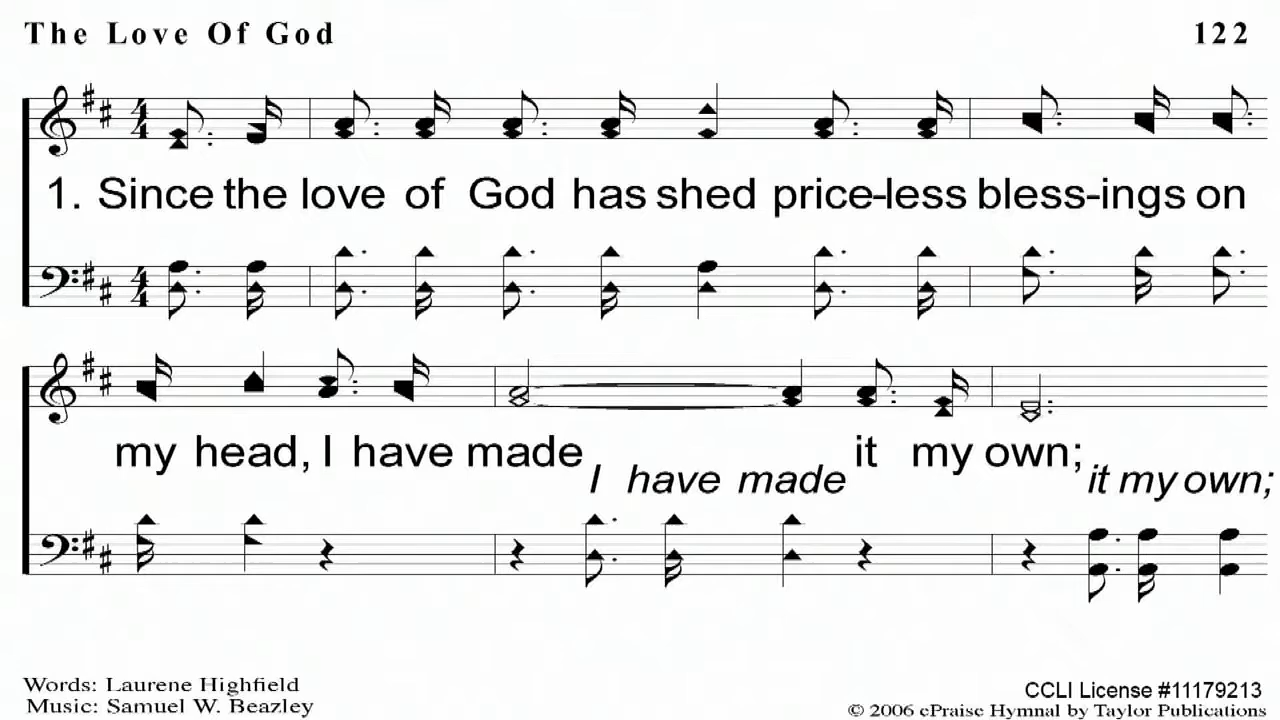 The Love Of God 122
1. Since the love of God has shed price-less bless-ings on
my head, I have made it my own;
I have made it my own;
Words: Laurene Highfield
Music: Samuel W. Beazley
CCLI License #11179213
© 2006 ePraise Hymnal by Taylor Publications